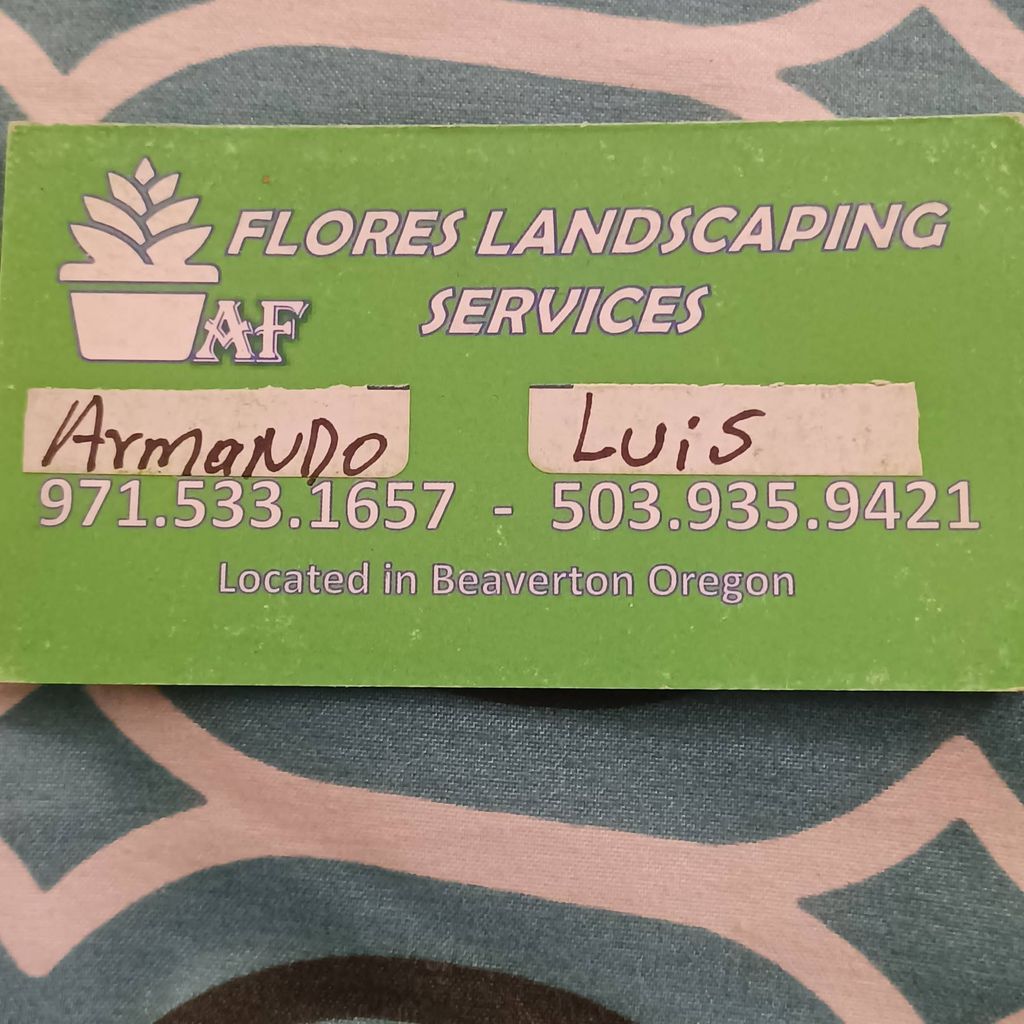 FLORES LANDSCAPING
SERVICES
AF
Armando Luis
971.533.1657 - 503.935.9421
Located in Beaverton Oregon